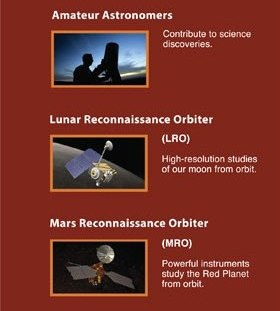 Amateur Astronomers
Contribute to science
discoveries.
Lunar Reconnaissance Orbiter
(LRO)
High-resolution studies
of our moon from orbit.
Mars Reconnaissance Orbiter
(MRO)
Powerful instruments
study the Red Planet
from orbit.